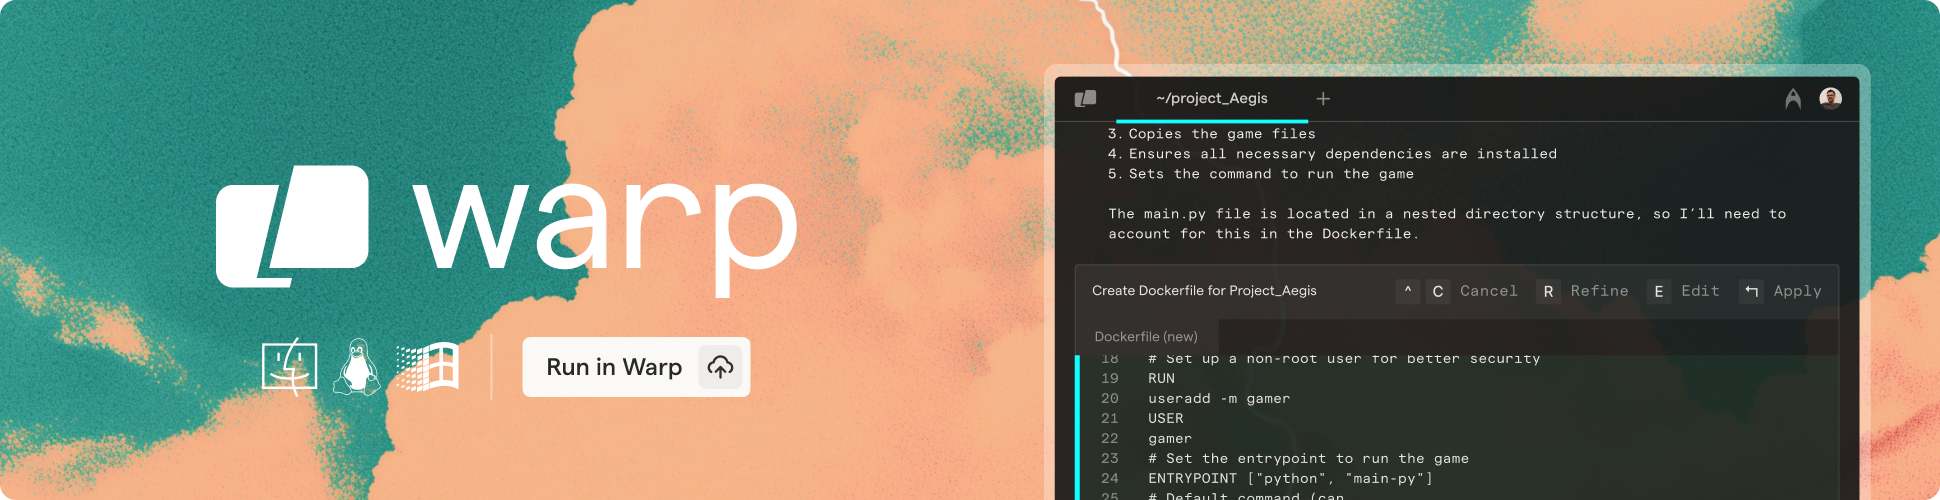 warp
Run in Warp
~/project_Aegis
3. Copies the game files
4. Ensures all necessary dependencies are installed
5. Sets the command to run the game
The main.py file is located in a nested directory structure, so I'll need to
account for this in the Dockerfile.
Create Dockerfile for Project_Aegis ^ C Cancel R Refine E Edit Apply
Dockerfile (new)
18 # Set up a non-root user for better security
19 RUN
20 useradd -m gamer
21 USER
22 gamer
23 # Set the entrypoint to run the game
24 ENTRYPOINT ["python", "main-py"]
25 # Default command (can